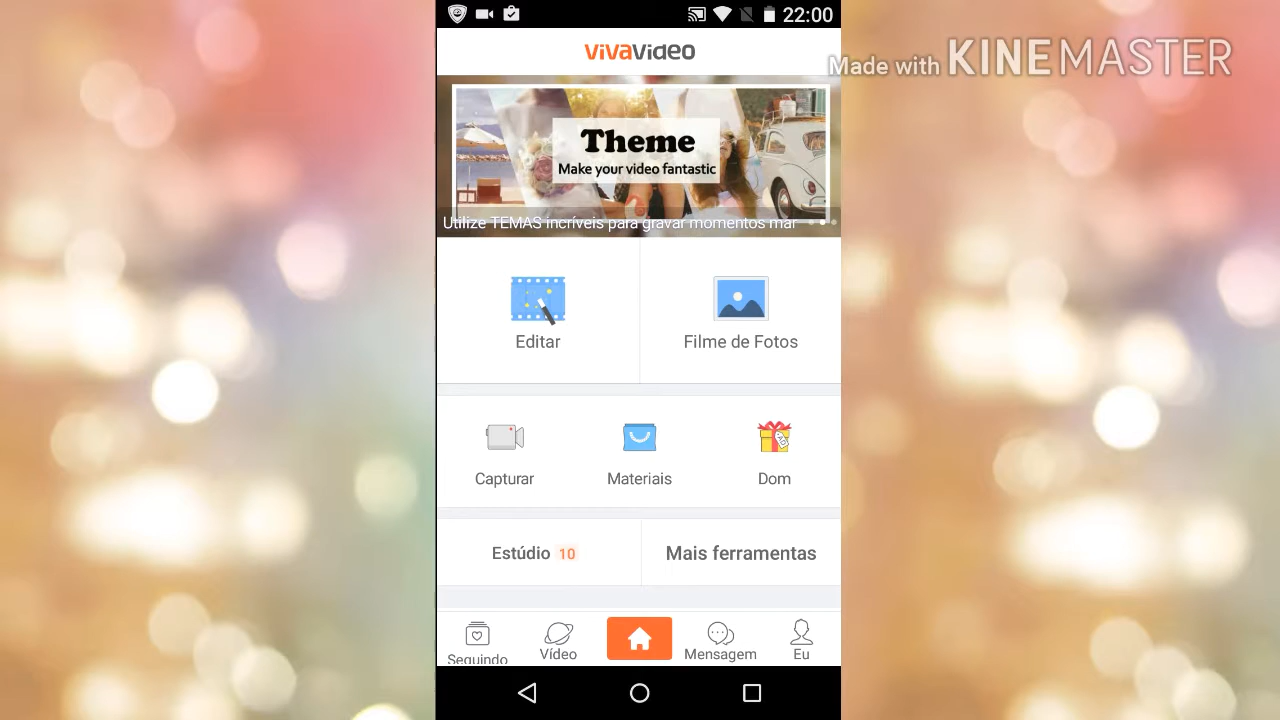 22:00
VivaVideo
Made with KINEMASTER
Theme
Make your video fantastic
Utilize TEMAS incríveis para gravar momentos mar
Editar
Filme de Fotos
Capturar
Materiais
AD
Dom
Estúdio 10
Mais ferramentas
Seguindo
Vídeo
Mensagem
Eu